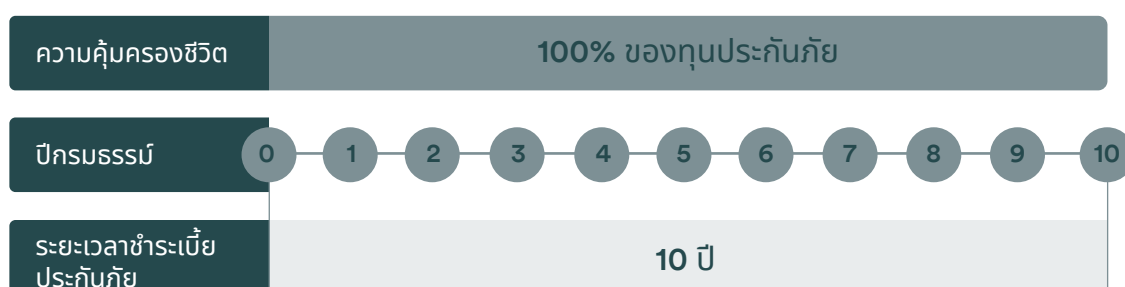 ความคุ้มครองชีวิต
100% ของทุนประกันภัย
ปีกรมธรรม์
0 1 2 3 4 5 6 7 8 9 10
ระยะเวลาชำระเบี้ย
ประกันภัย
10 ปี